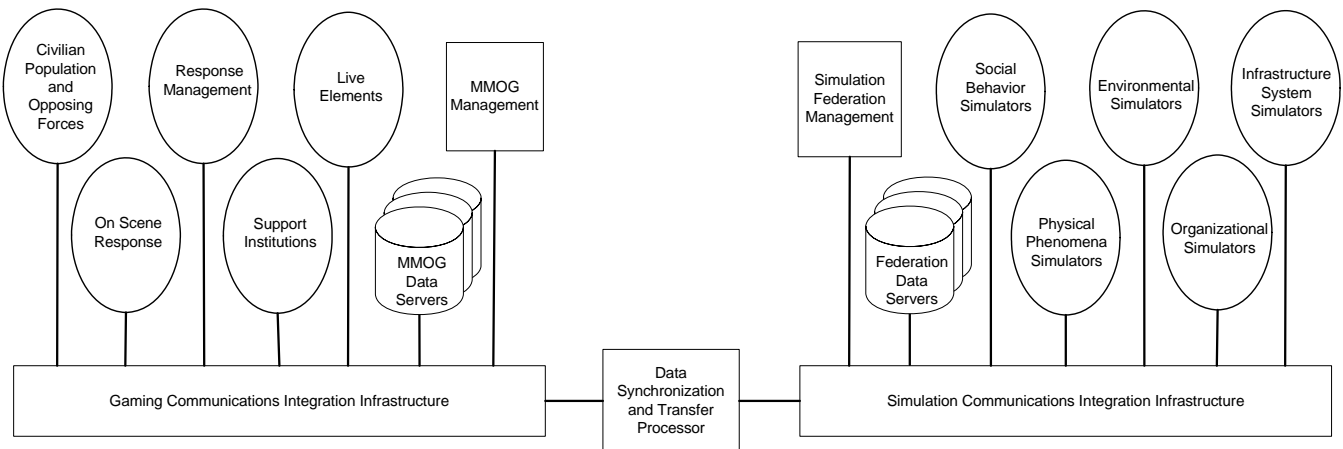 Civilian
Population
and
Opposing
Forces
Response
Management
Live
Elements
MMOG
Management
On Scene
Response
Support
Institutions
MMOG
Data
Servers
Gaming Communications Integration Infrastructure
Data
Synchronization
and Transfer
Processor
Simulation
Federation
Management
Social
Behavior
Simulators
Environmental
Simulators
Infrastructure
System
Simulators
Federation
Data
Servers
Physical
Phenomena
Simulators
Organizational
Simulators
Simulation Communications Integration Infrastructure